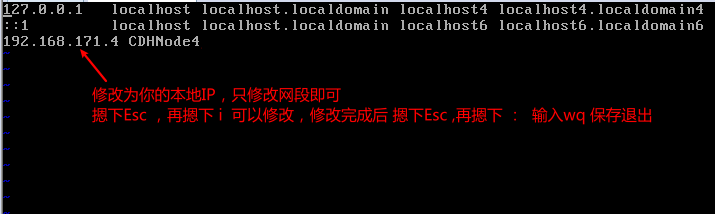 127.0.0.1   localhost localhost.localdomain localhost4 localhost4.localdomain4
::1         localhost localhost.localdomain localhost6 localhost6.localdomain6
192.168.171.4 CDHNode4
修改为你的本地IP，只修改网段即可
摁下Esc ，再摁下 i  可以修改，修改完成后 摁下Esc ,再摁下 ：  输入wq 保存退出
~
~
~
~
~
~
~
~
~
~